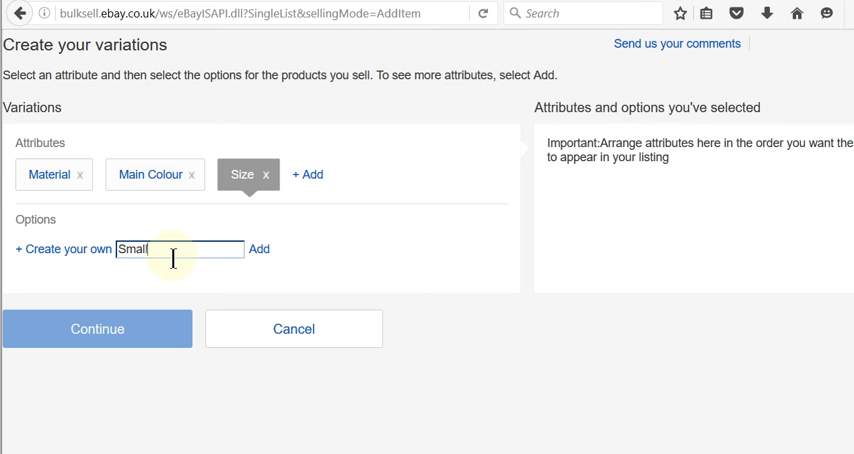 bulksell.ebay.co.uk/ws/eBayISAPI.dll?SingleList&sellingMode=AddItem
Search
Create your variations
Send us your comments
Select an attribute and then select the options for the products you sell. To see more attributes, select Add.
Variations
Attributes and options you've selected
Attributes
Important:Arrange attributes here in the order you want the
to appear in your listing
Material x
Main Colour x
Size x
+ Add
Options
+ Create your own
Small
Add
Continue
Cancel